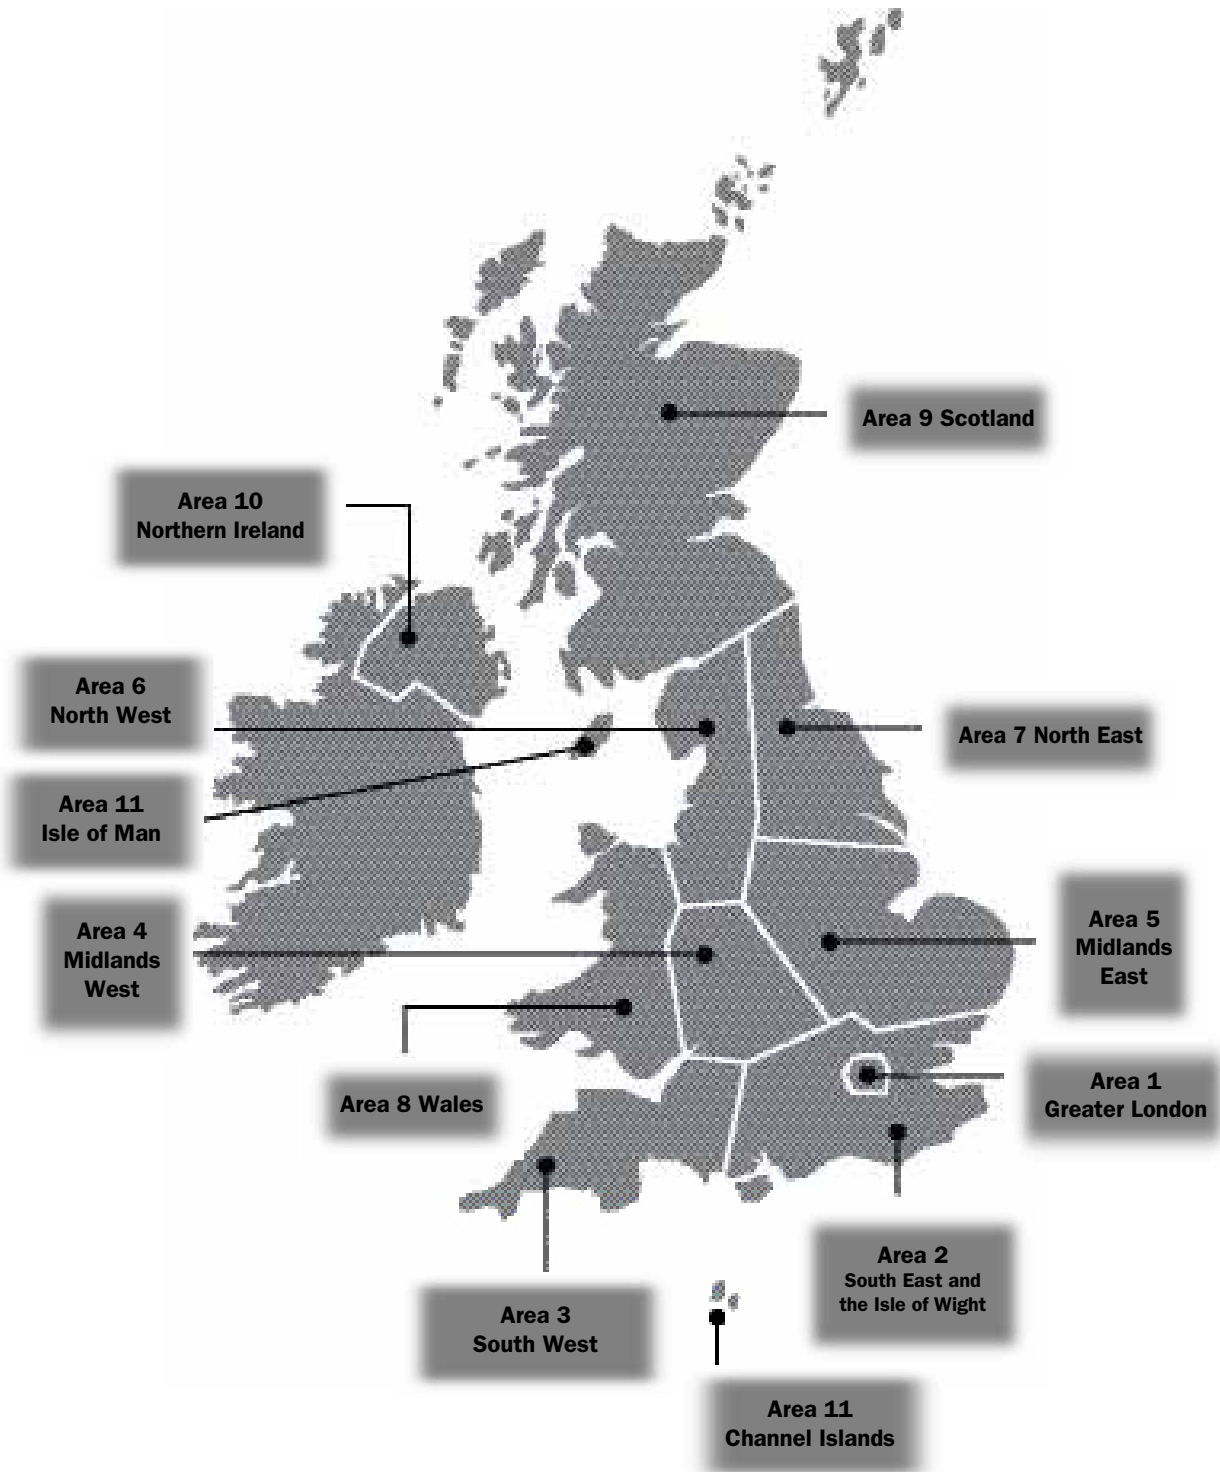 Area 9 Scotland
Area 10
Northern Ireland
Area 6
North West
Area 7 North East
Area 11
Isle of Man
Area 4
Midlands
West
Area 5
Midlands
East
Area 8 Wales
Area 1
Greater London
Area 2
South East and
the Isle of Wight
Area 3
South West
Area 11
Channel Islands